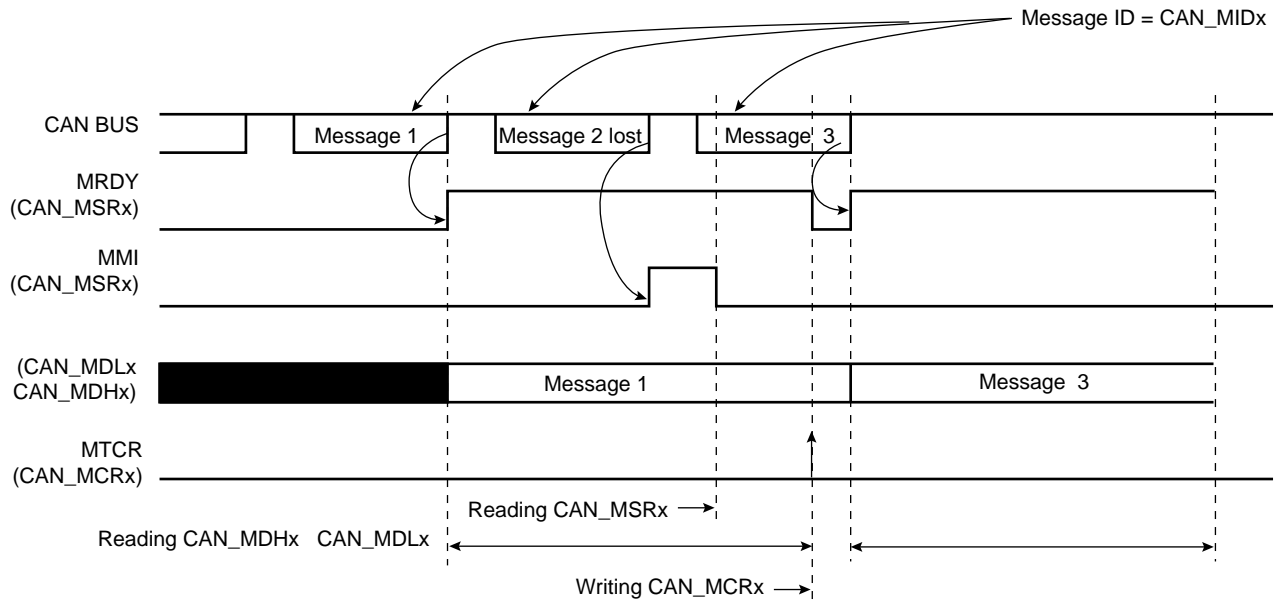 Message ID = CAN_MIDx
CAN BUS
Message 1
Message 2 lost
Message 3
MRDY
(CAN_MSRx)
MMI
(CAN_MSRx)
(CAN_MDLx
CAN_MDHx)
Message 1
Message 3
MTCR
(CAN_MCRx)
Reading CAN_MSRx
Reading CAN_MDHx CAN_MDLx
Writing CAN_MCRx